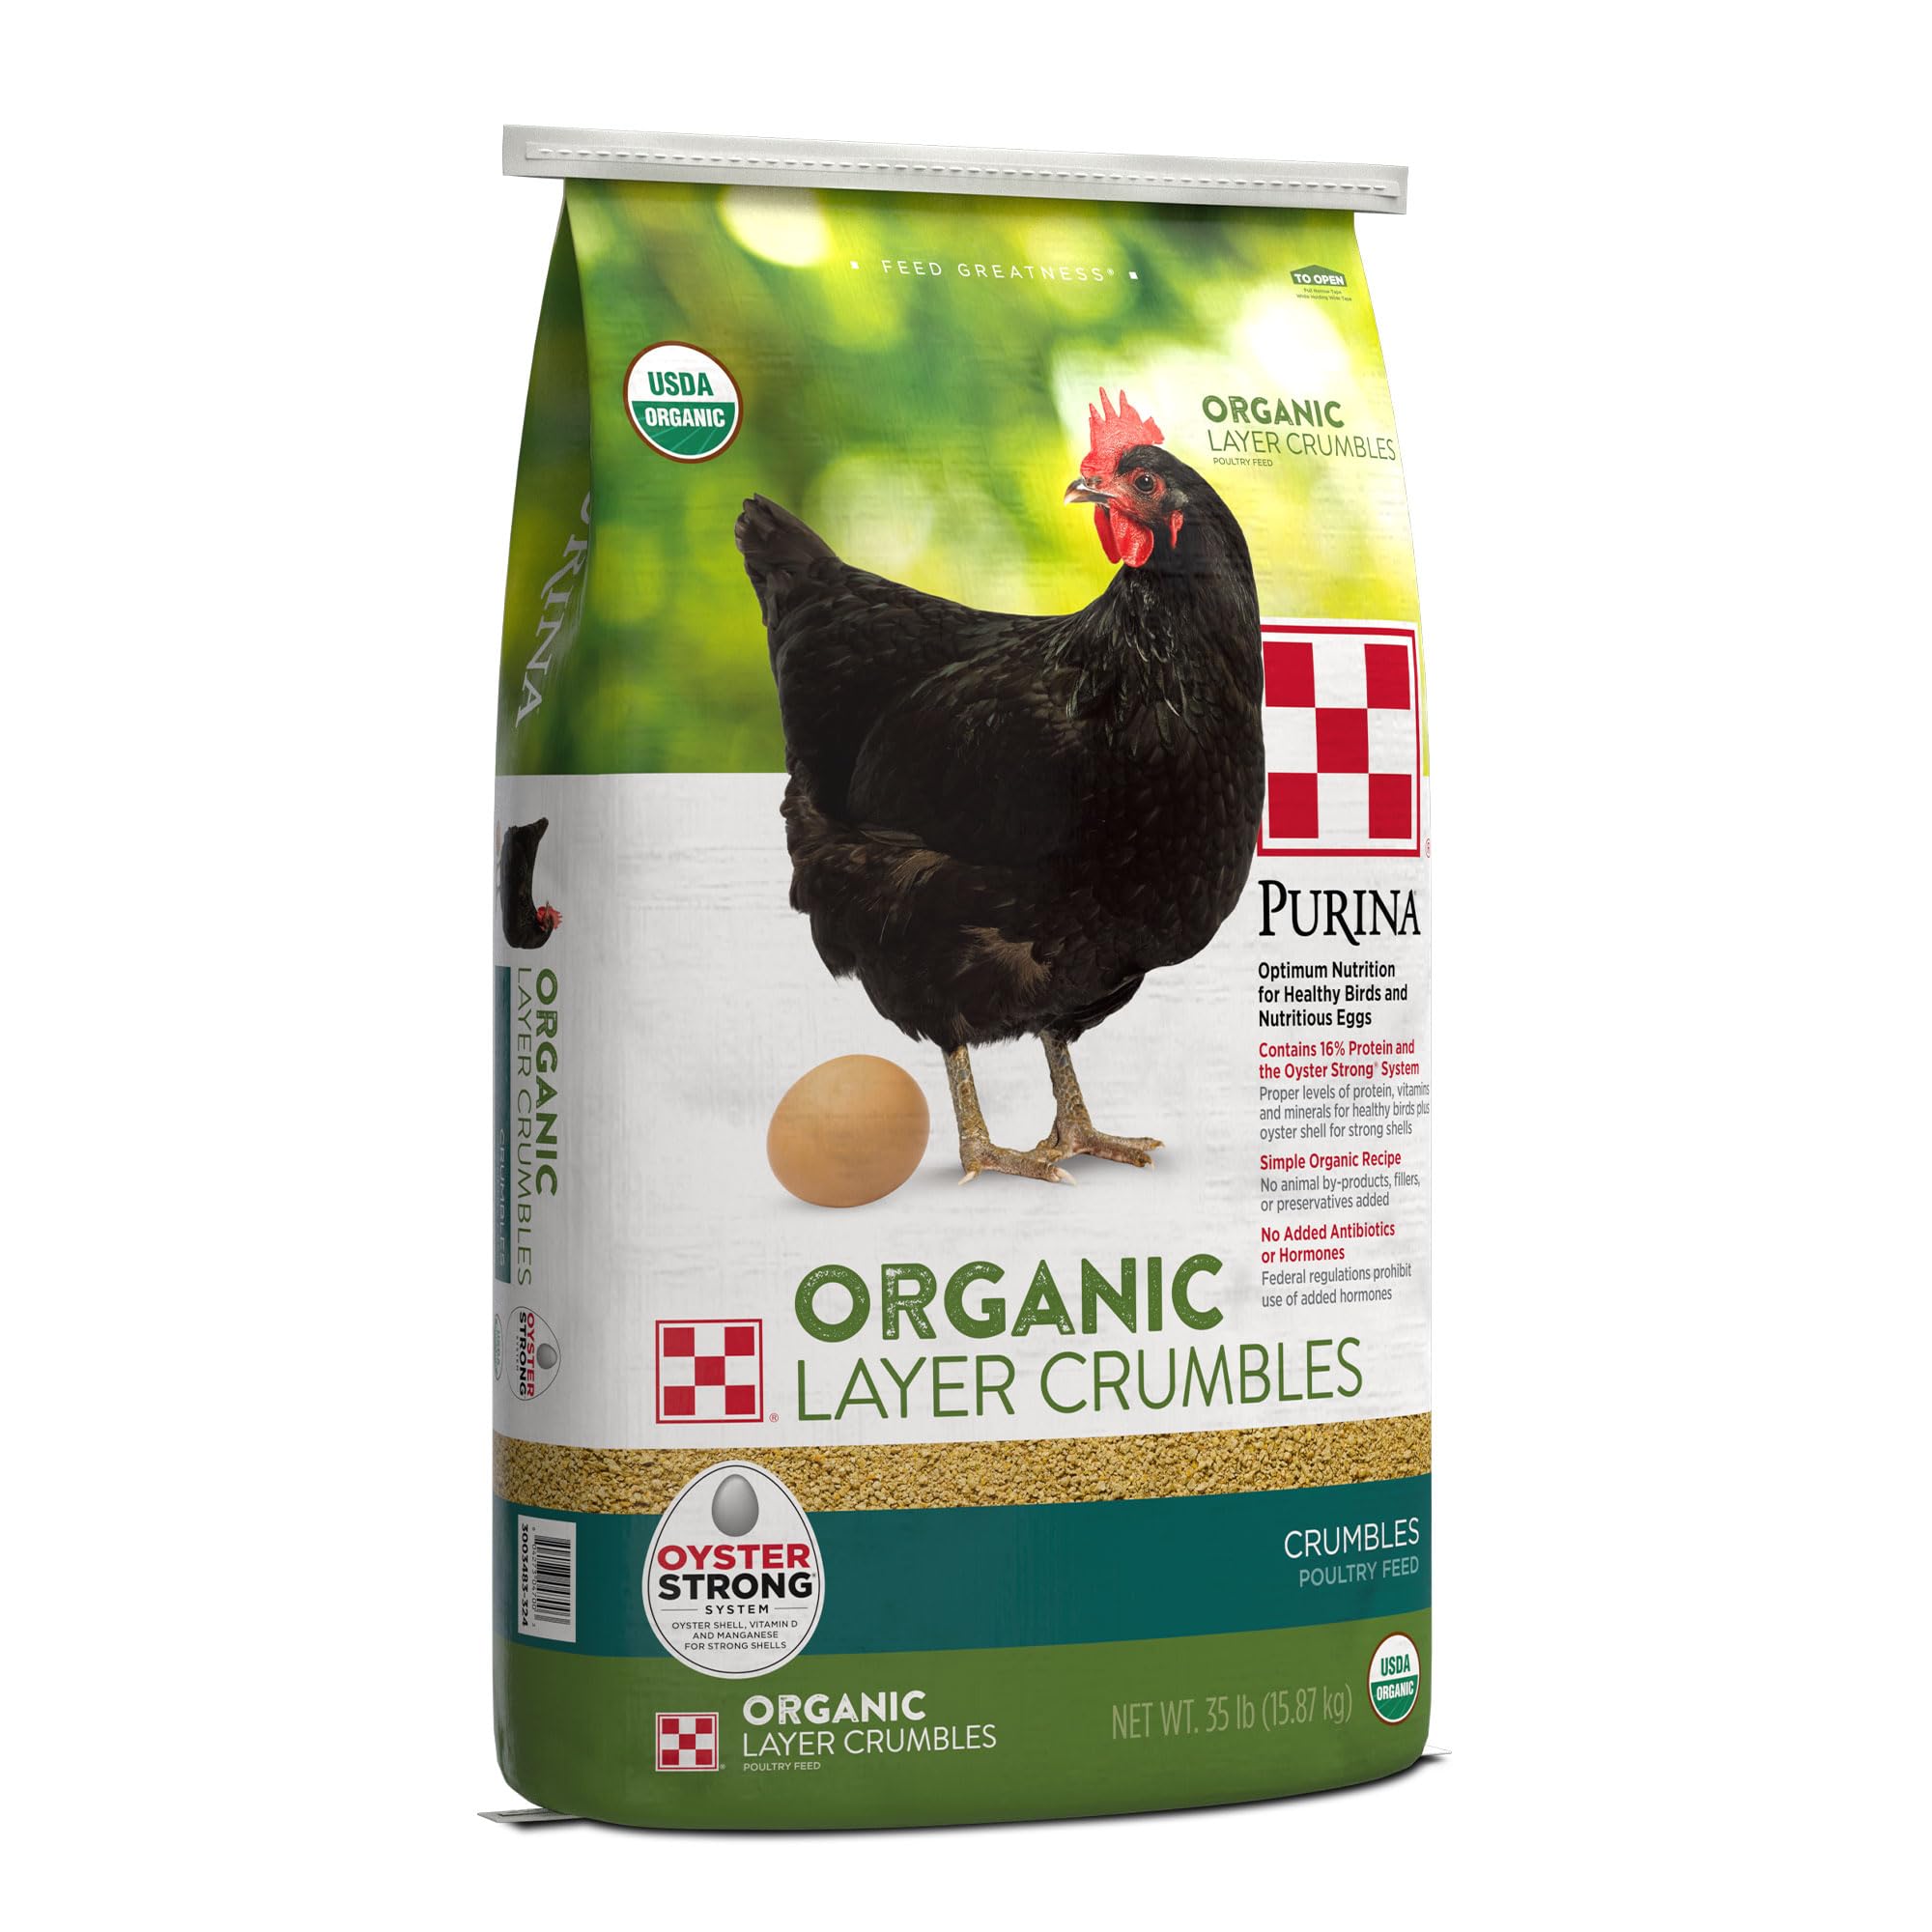 FEED GREATNESS®
TO OPEN
USDA
ORGANIC
ORGANIC
LAYER CRUMBLES
POULTRY FEED
PURINA
Optimum Nutrition
for Healthy Birds and
Nutritious Eggs
Contains 16% Protein and
the Oyster Strong® System
Proper levels of protein, vitamins
and minerals for healthy birds plus
oyster shell for strong shells
Simple Organic Recipe
No animal by-products, fillers,
or preservatives added
No Added Antibiotics
or Hormones
Federal regulations prohibit
use of added hormones
ORGANIC
LAYER CRUMBLES
®
OYSTER
STRONG®
SYSTEM
OYSTER SHELL, VITAMIN D
AND MANGANESE
FOR STRONG SHELLS
CRUMBLES
POULTRY FEED
ORGANIC
LAYER CRUMBLES
POULTRY FEED
NET WT. 35 lb (15.87 kg)
USDA
ORGANIC
PURINA
ORGANIC
LAYER CRUMBLES
CRUMBLES
OYSTER
STRONG
3003483-324